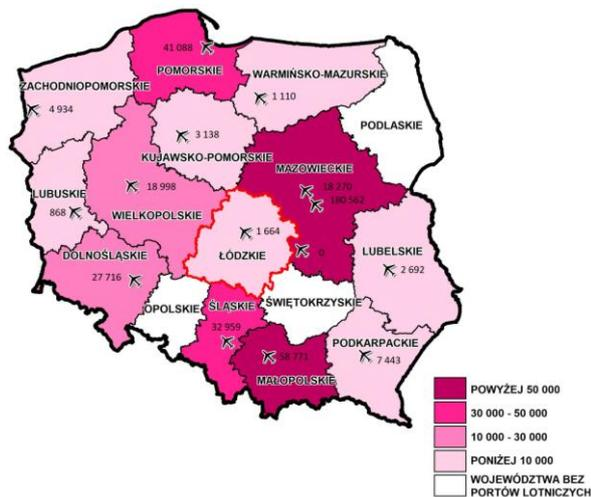 41 088
POMORSKIE
WARMIŃSKO-MAZURSKIE
ZACHODNIOPOMORSKIE
1 110
4 934
PODLASKIE
3 138
KUJAWSKO-POMORSKIE
MAZOWIECKIE
18 270
180 562
18 998
LUBUSKIE
868
WIELKOPOLSKIE
1 664
ŁÓDZKIE
0
LUBELSKIE
2 692
DOLNOŚLĄSKIE
27 716
OPOLSKIE
ŚLĄSKIE
32 959
ŚWIĘTOKRZYSKIE
PODKARPACKIE
7 443
58 771
MAŁOPOLSKIE
POWYŻEJ 50 000
30 000 - 50 000
10 000 - 30 000
PONIŻEJ 10 000
WOJEWÓDZTWA BEZ
PORTÓW LOTNICZYCH